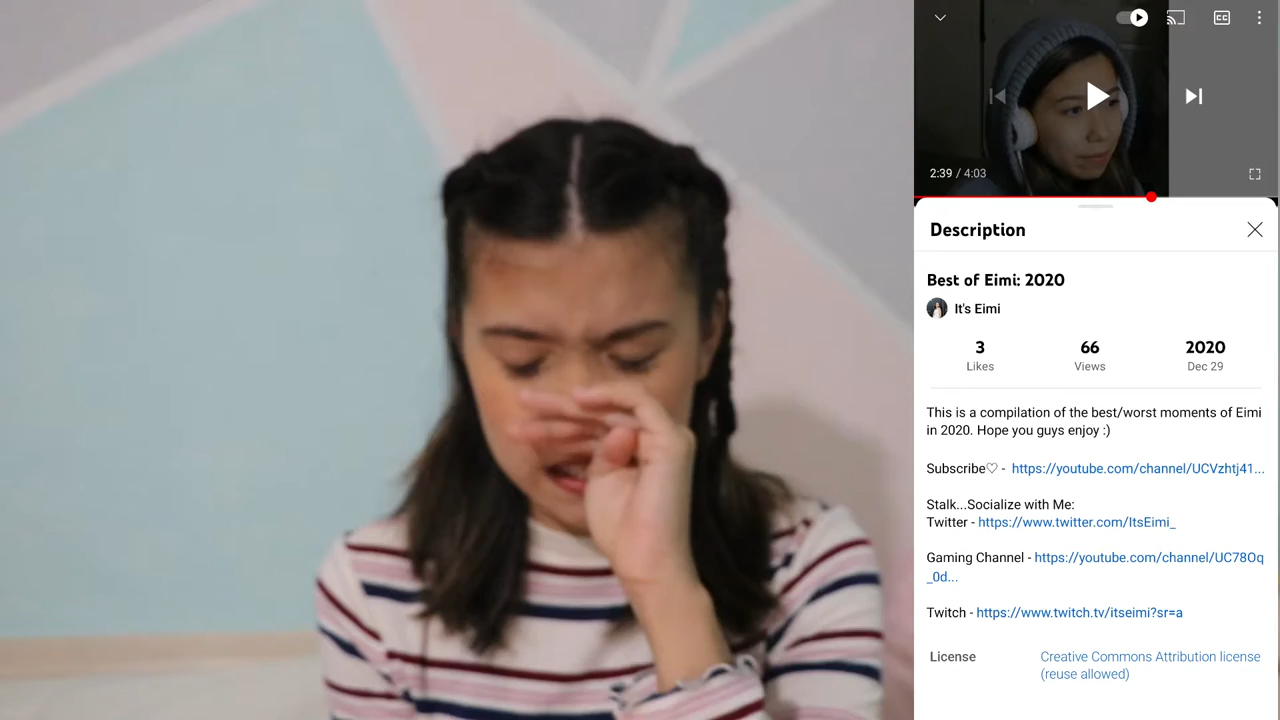 CC
2:39 / 4:03
Description
Best of Eimi: 2020
It's Eimi
3 66 2020
Likes Views Dec 29
This is a compilation of the best/worst moments of Eimi
in 2020. Hope you guys enjoy :)
Subscribe♡ - https://youtube.com/channel/UCVzhtj41...
Stalk...Socialize with Me:
Twitter - https://www.twitter.com/ItsEimi_
Gaming Channel - https://youtube.com/channel/UC78Oq
_0d...
Twitch - https://www.twitch.tv/itseimi?sr=a
License Creative Commons Attribution license
(reuse allowed)